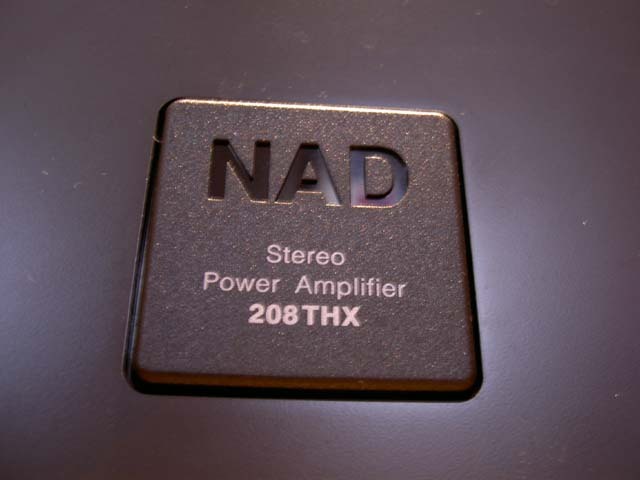 NAD
Stereo
Power Amplifier
208THX